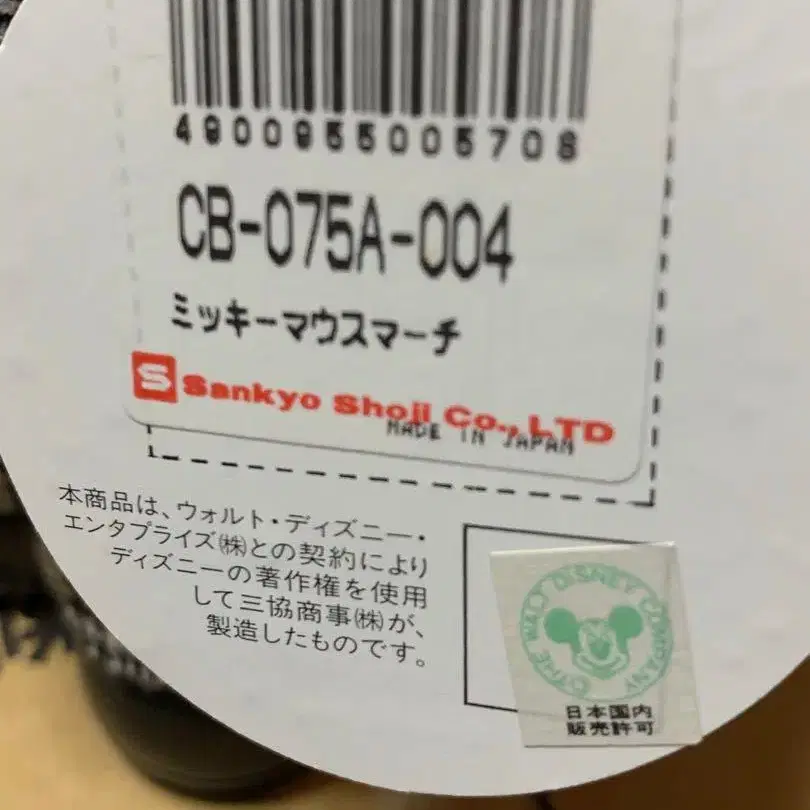 4900955005708
CB-075A-004
ミッキーマウスマーチ
S Sankyo Shoji Co., LTD
MADE IN JAPAN
本商品は、ウォルト・ディズニー・
エンタプライズ㈱との契約により
ディズニーの著作権を使用
して三協商事㈱が、
製造したものです。
©THE WALT DISNEY COMPANY
日本国内
販売許可